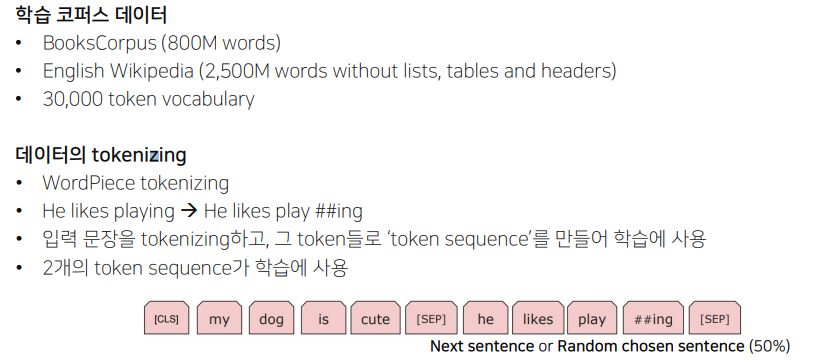 학습 코퍼스 데이터
• BooksCorpus (800M words)
• English Wikipedia (2,500M words without lists, tables and headers)
• 30,000 token vocabulary
데이터의 tokenizing
• WordPiece tokenizing
• He likes playing → He likes play ##ing
• 입력 문장을 tokenizing하고, 그 token들로 ‘token sequence’를 만들어 학습에 사용
• 2개의 token sequence가 학습에 사용
[CLS] my dog is cute [SEP] he likes play ##ing [SEP]
Next sentence or Random chosen sentence (50%)